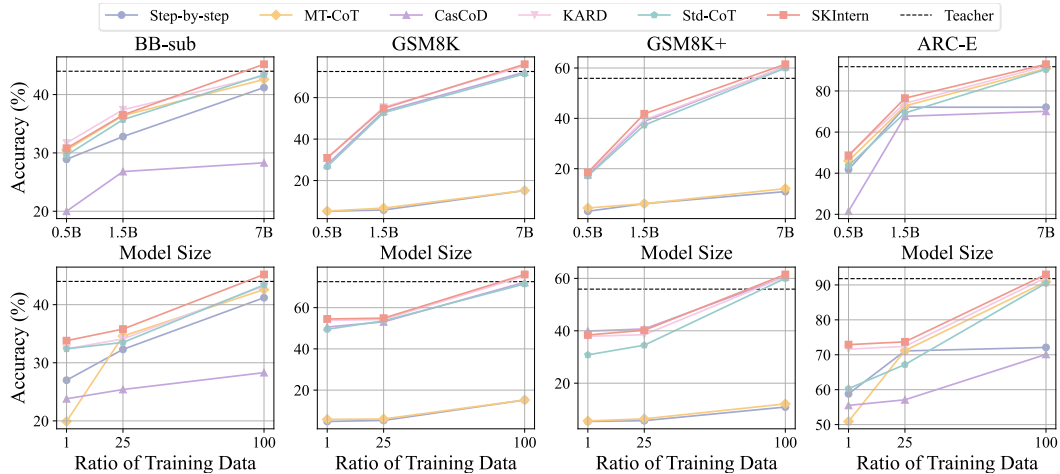 Step-by-step MT-CoT CasCoD KARD Std-CoT SKIntern Teacher
BB-sub GSM8K GSM8K+ ARC-E
Accuracy (%)
40
30
20
0.5B 1.5B 7B
Model Size
60
40
20
0.5B 1.5B 7B
Model Size
60
40
20
0.5B 1.5B 7B
Model Size
80
60
40
20
0.5B 1.5B 7B
Model Size
Accuracy (%)
40
30
20
1 25 100
Ratio of Training Data
60
40
20
1 25 100
Ratio of Training Data
60
40
20
1 25 100
Ratio of Training Data
90
80
70
60
50
1 25 100
Ratio of Training Data